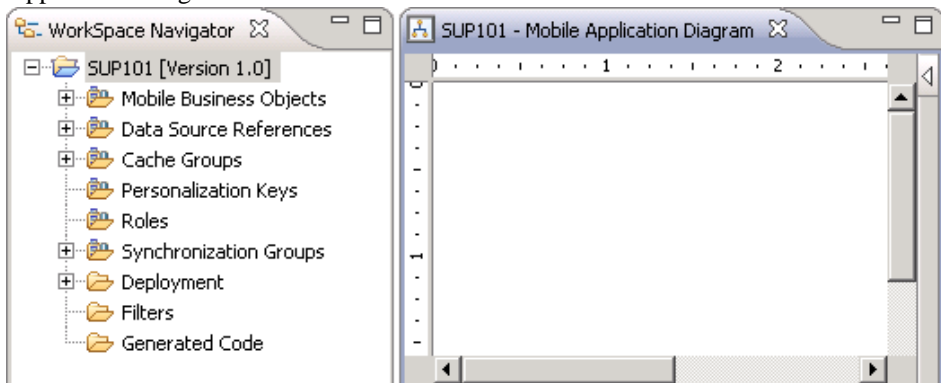 WorkSpace Navigator
SUP101 [Version 1.0]
Mobile Business Objects
Data Source References
Cache Groups
Personalization Keys
Roles
Synchronization Groups
Deployment
Filters
Generated Code
SUP101 - Mobile Application Diagram
1 2
1